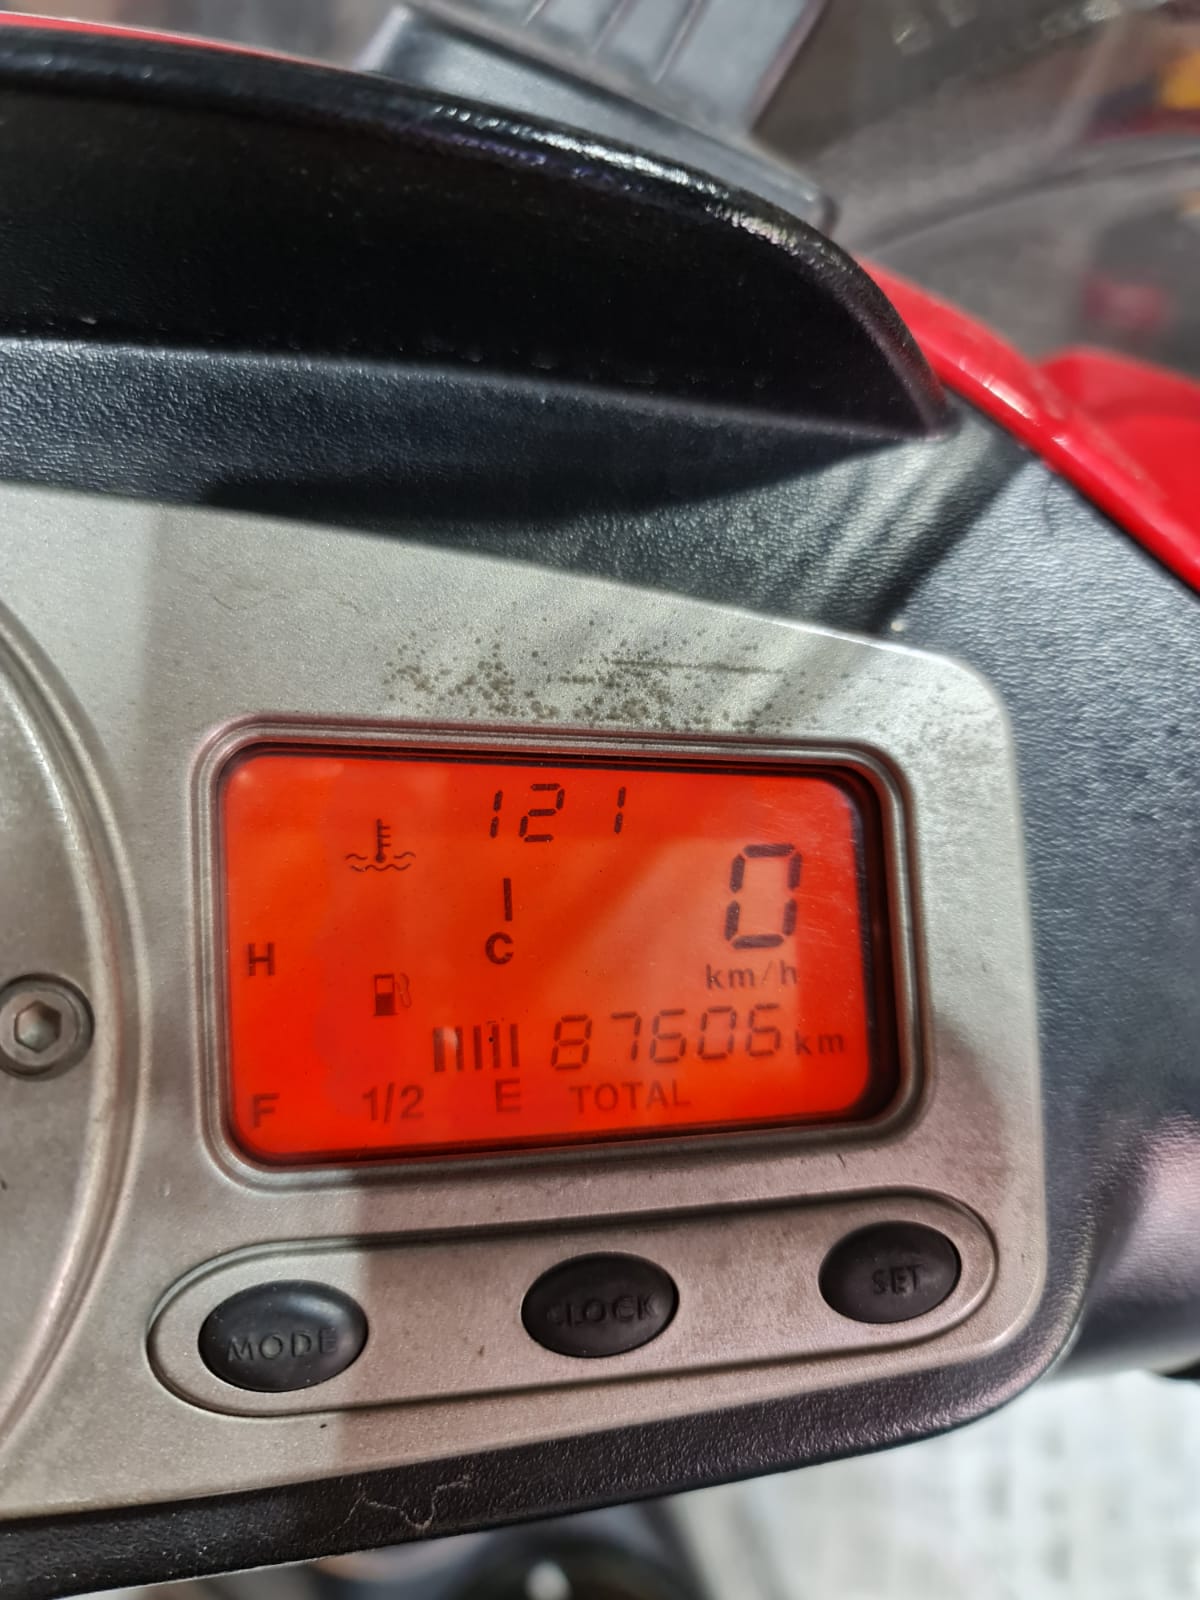 121
0
H C
km/h
87606 km
F 1/2 E TOTAL
MODE CLOCK SET